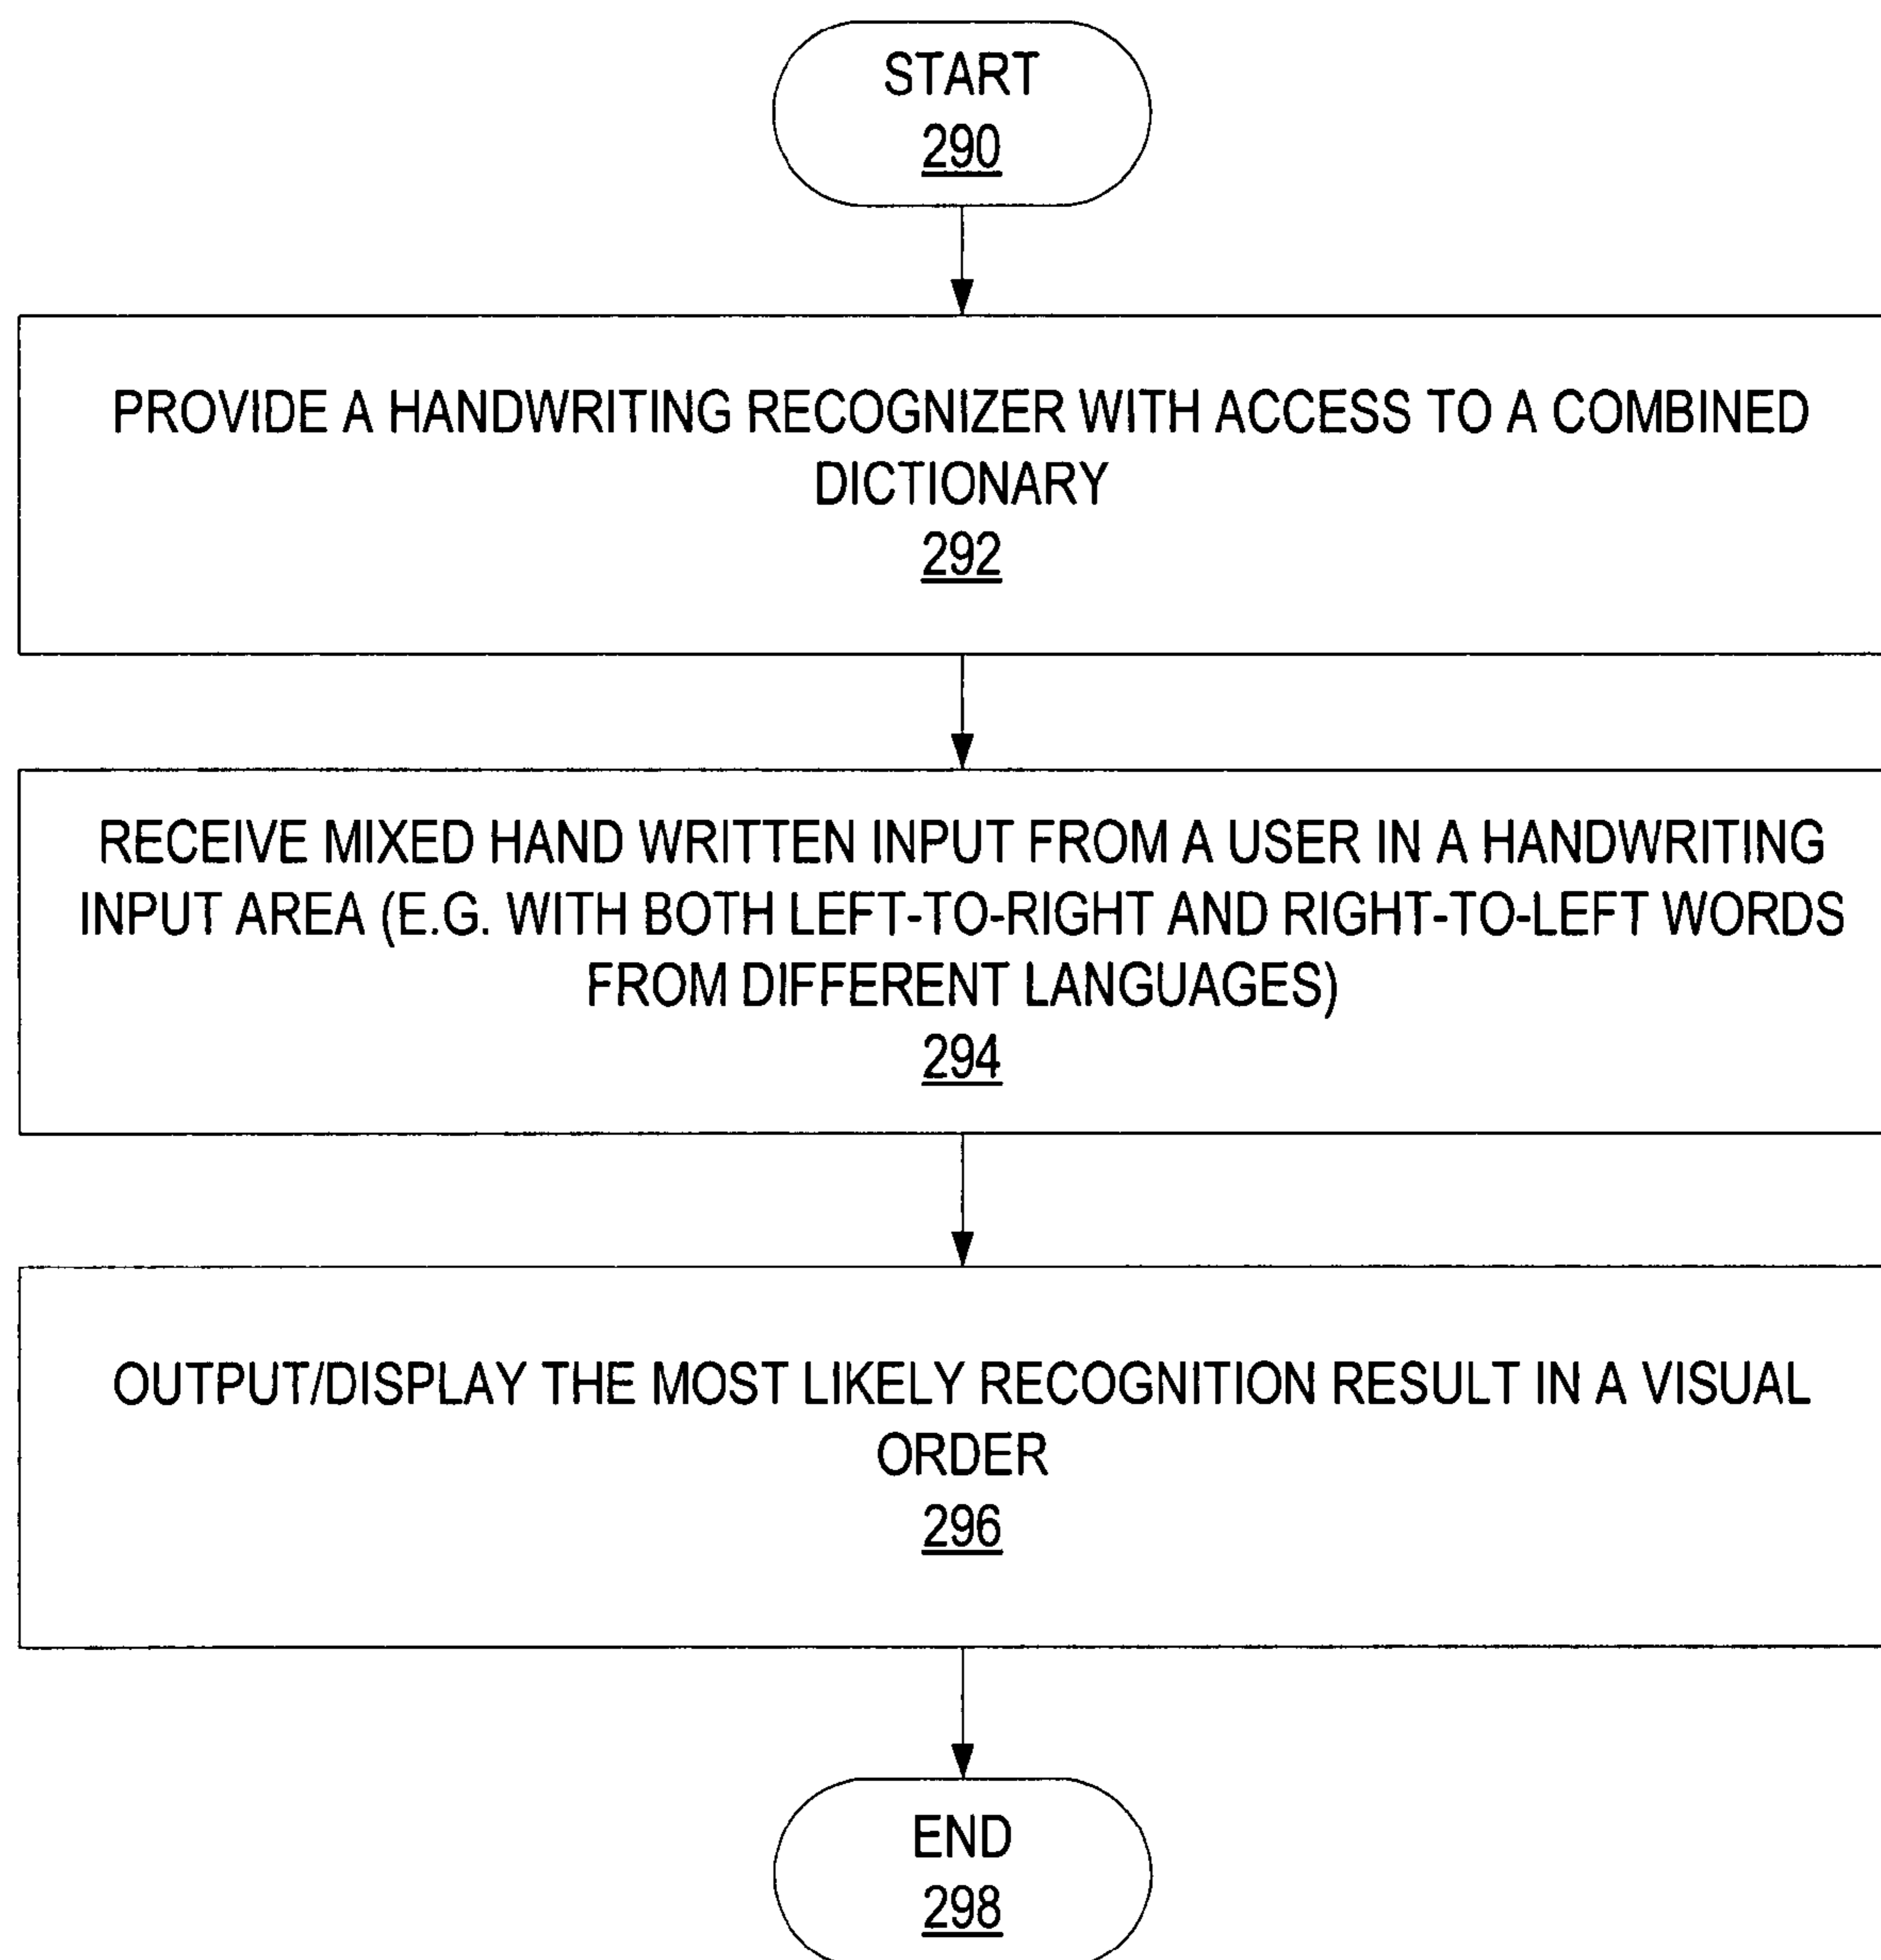 START
290
PROVIDE A HANDWRITING RECOGNIZER WITH ACCESS TO A COMBINED
DICTIONARY
292
RECEIVE MIXED HAND WRITTEN INPUT FROM A USER IN A HANDWRITING
INPUT AREA (E.G. WITH BOTH LEFT-TO-RIGHT AND RIGHT-TO-LEFT WORDS
FROM DIFFERENT LANGUAGES)
294
OUTPUT/DISPLAY THE MOST LIKELY RECOGNITION RESULT IN A VISUAL
ORDER
296
END
298